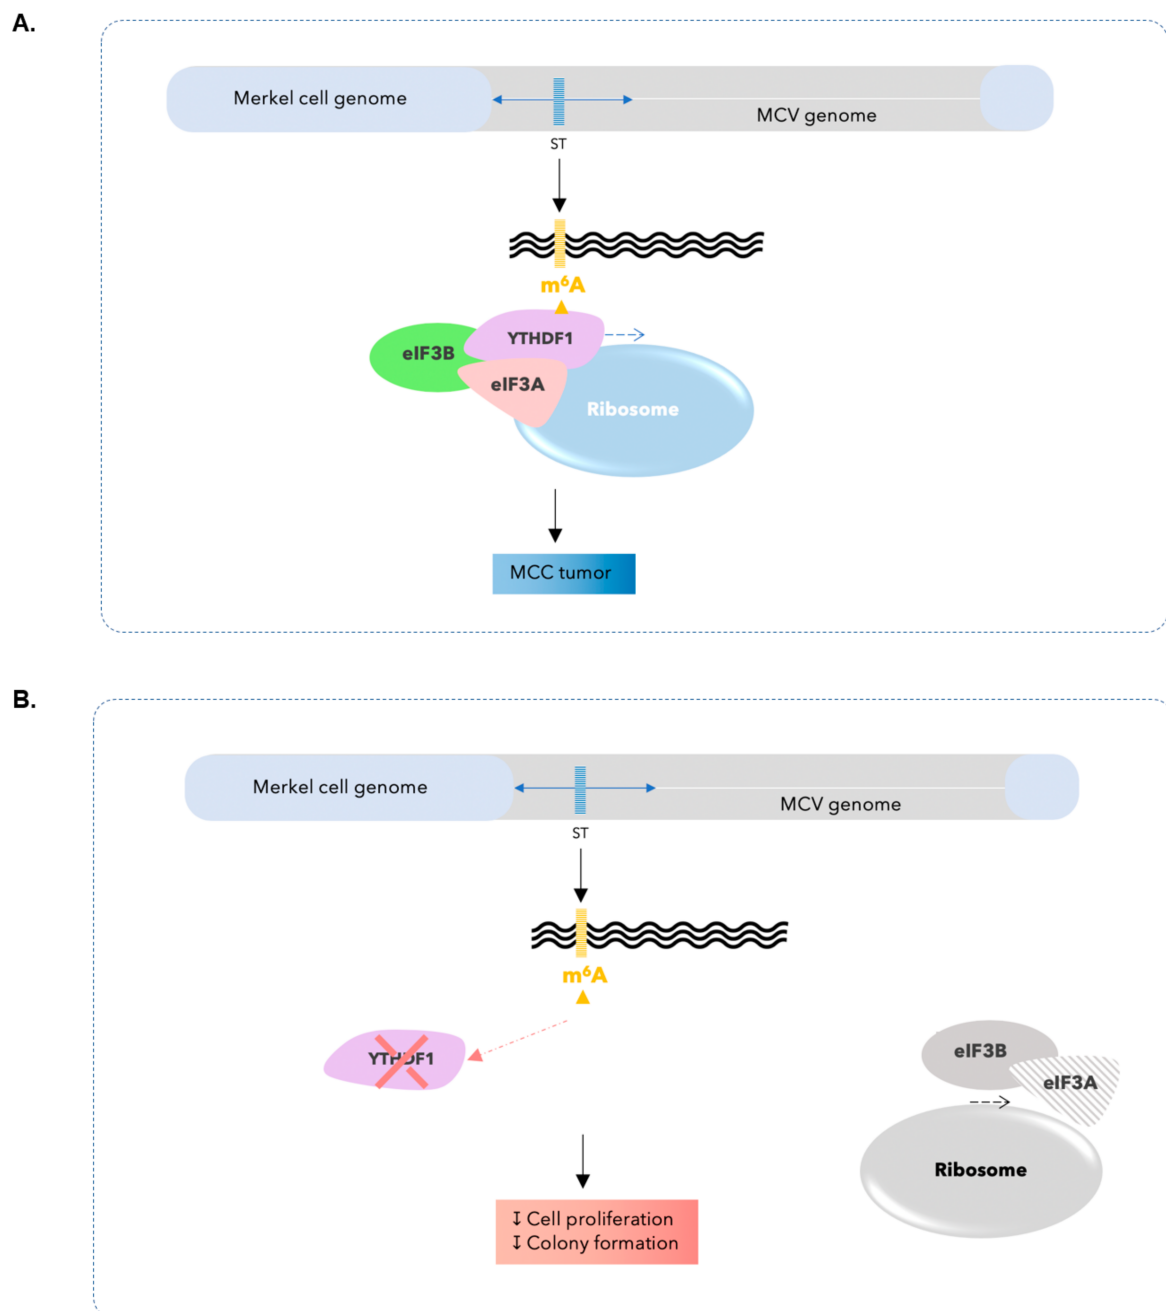 A.
Merkel cell genome
MCV genome
ST
m⁶A
YTHDF1
eIF3B
eIF3A
Ribosome
MCC tumor
B.
Merkel cell genome
MCV genome
ST
m⁶A
YTHDF1
eIF3B
eIF3A
Ribosome
↧ Cell proliferation
↧ Colony formation